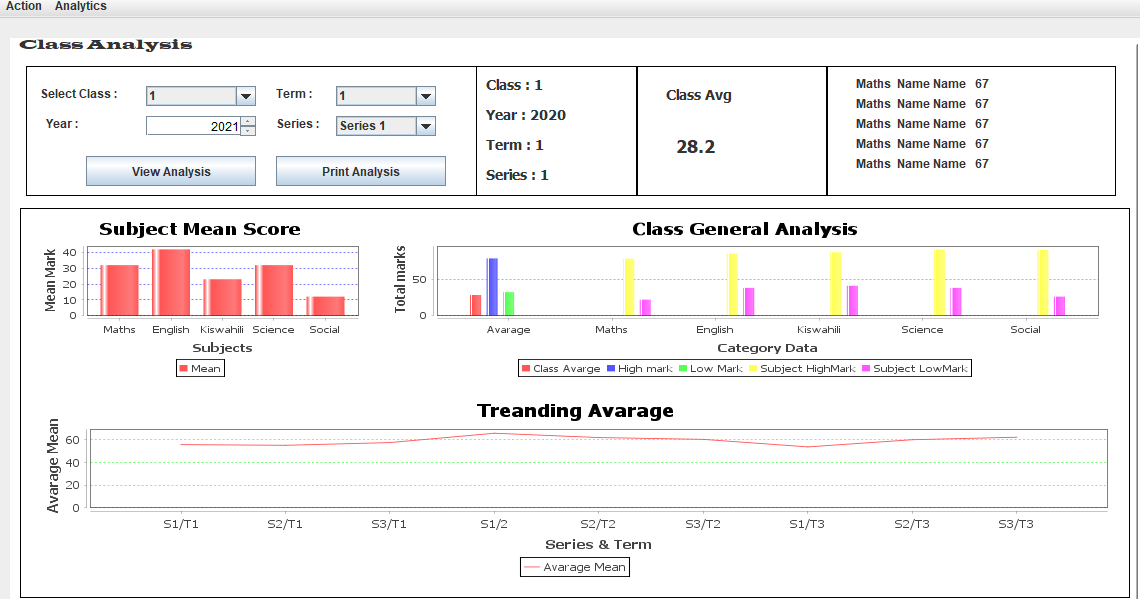 Action Analytics
Class Analysis
Select Class : 1 Term : 1
Year : 2021 Series : Series 1
View Analysis Print Analysis
Class : 1
Year : 2020
Term : 1
Series : 1
Class Avg
28.2
Maths Name Name 67
Maths Name Name 67
Maths Name Name 67
Maths Name Name 67
Maths Name Name 67
Subject Mean Score
Mean Mark
40
30
20
10
0
Maths English Kiswahili Science Social
Subjects
Mean
Class General Analysis
Total marks
50
0
Avarage Maths English Kiswahili Science Social
Category Data
Class Avarge High mark Low Mark Subject HighMark Subject LowMark
Treanding Avarage
Avarage Mean
60
40
20
0
S1/T1 S2/T1 S3/T1 S1/2 S2/T2 S3/T2 S1/T3 S2/T3 S3/T3
Series & Term
Avarage Mean